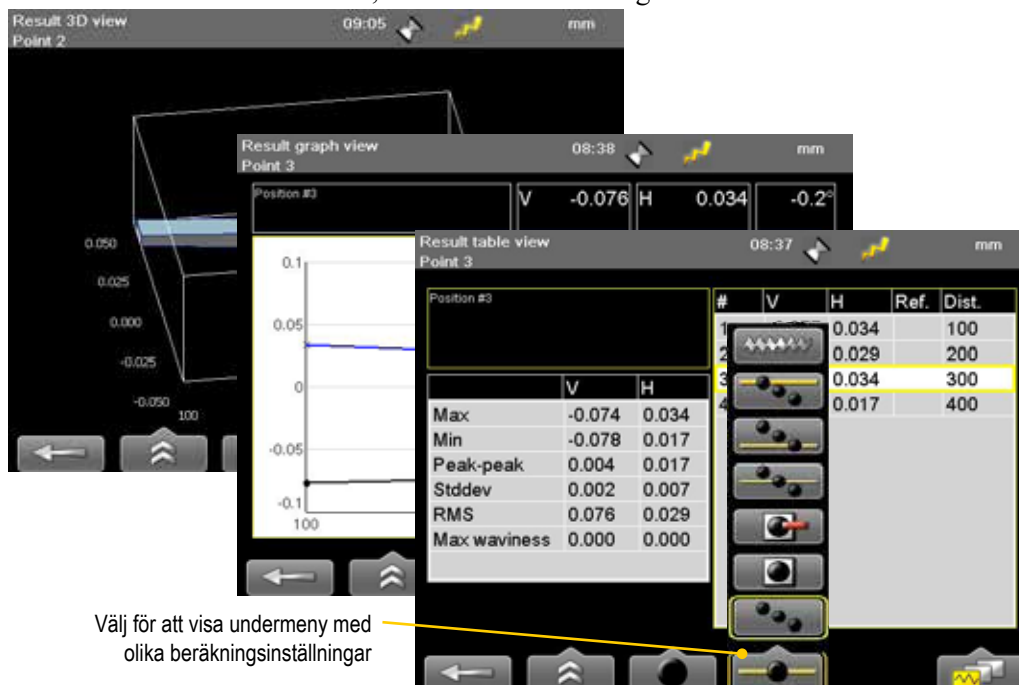 Result 3D view 09:05 mm
Point 2
0.050
0.025
0.000
-0.025
-0.050
100
Result graph view 08:38 mm
Point 3
Position #3 V -0.076 H 0.034 -0.2°
0.1
0.05
0
-0.05
-0.1
100
Result table view 08:37 mm
Point 3
Position #3
# V H Ref. Dist.
1 0.034 100
2 0.029 200
3 0.034 300
4 0.017 400
V H
Max -0.074 0.034
Min -0.078 0.017
Peak-peak 0.004 0.017
Stddev 0.002 0.007
RMS 0.076 0.029
Max waviness 0.000 0.000
Välj för att visa undermeny med
olika beräkningsinställningar